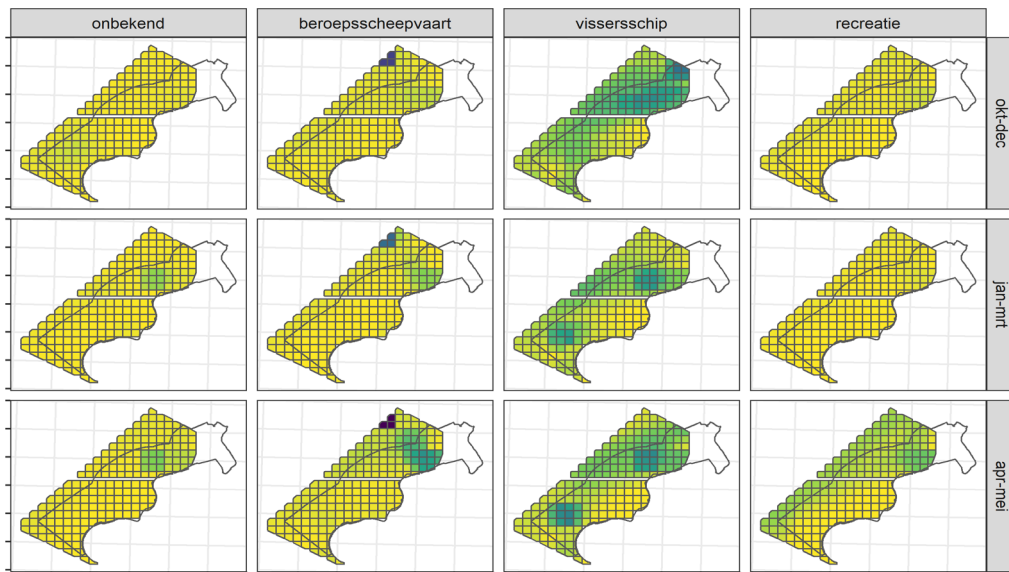 onbekend
beroepsscheepvaart
vissersschip
recreatie
okt-dec
jan-mrt
apr-mei